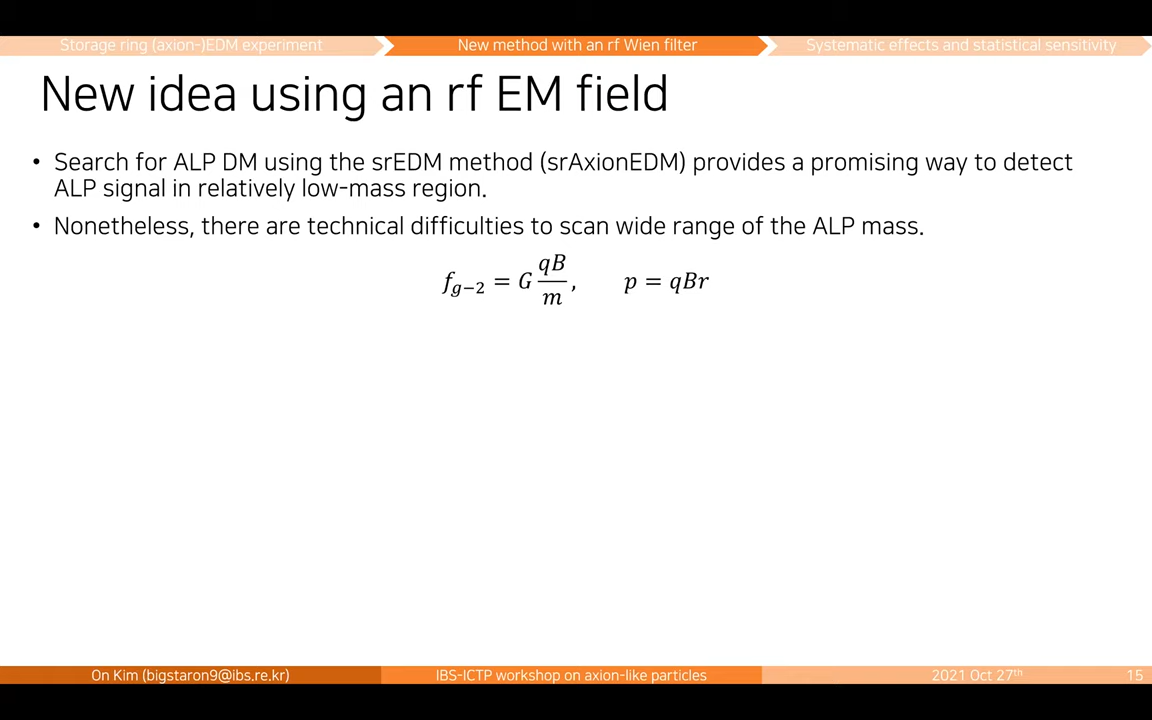 Storage ring (axion-)EDM experiment
New method with an rf Wien filter
Systematic effects and statistical sensitivity
New idea using an rf EM field
• Search for ALP DM using the srEDM method (srAxionEDM) provides a promising way to detect
ALP signal in relatively low-mass region.
• Nonetheless, there are technical difficulties to scan wide range of the ALP mass.
f_{g−2} = G \frac{qB}{m}, p = qBr
On Kim (bigstaron9@ibs.re.kr)
IBS-ICTP workshop on axion-like particles
2021 Oct 27th
15